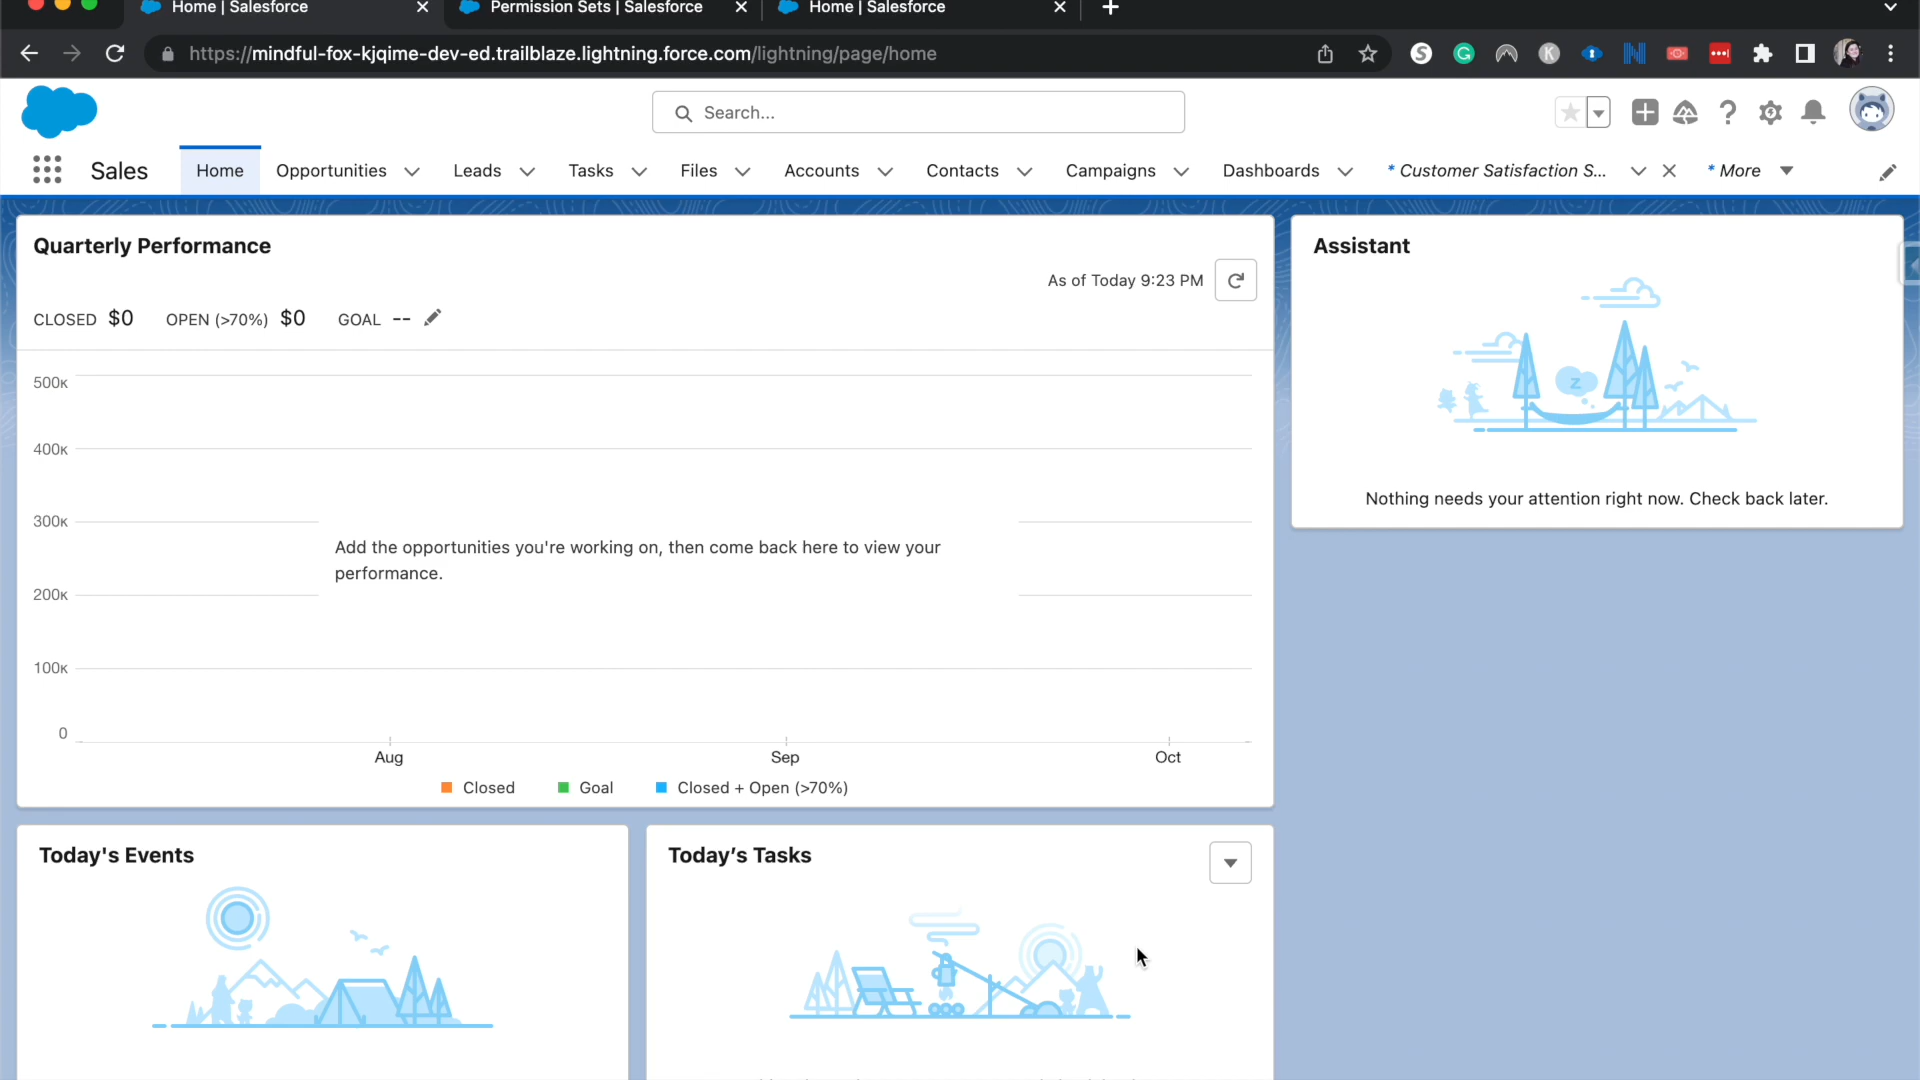 Home | Salesforce
Permission Sets | Salesforce
Home | Salesforce
https://mindful-fox-kjqime-dev-ed.trailblaze.lightning.force.com/lightning/page/home
Search...
Sales
Home
Opportunities
Leads
Tasks
Files
Accounts
Contacts
Campaigns
Dashboards
* Customer Satisfaction S...
* More
Quarterly Performance
As of Today 9:23 PM
CLOSED $0 OPEN (>70%) $0 GOAL --
500K
400K
300K
200K
100K
0
Add the opportunities you're working on, then come back here to view your
performance.
Aug Sep Oct
Closed Goal Closed + Open (>70%)
Assistant
z
Nothing needs your attention right now. Check back later.
Today's Events
Today's Tasks